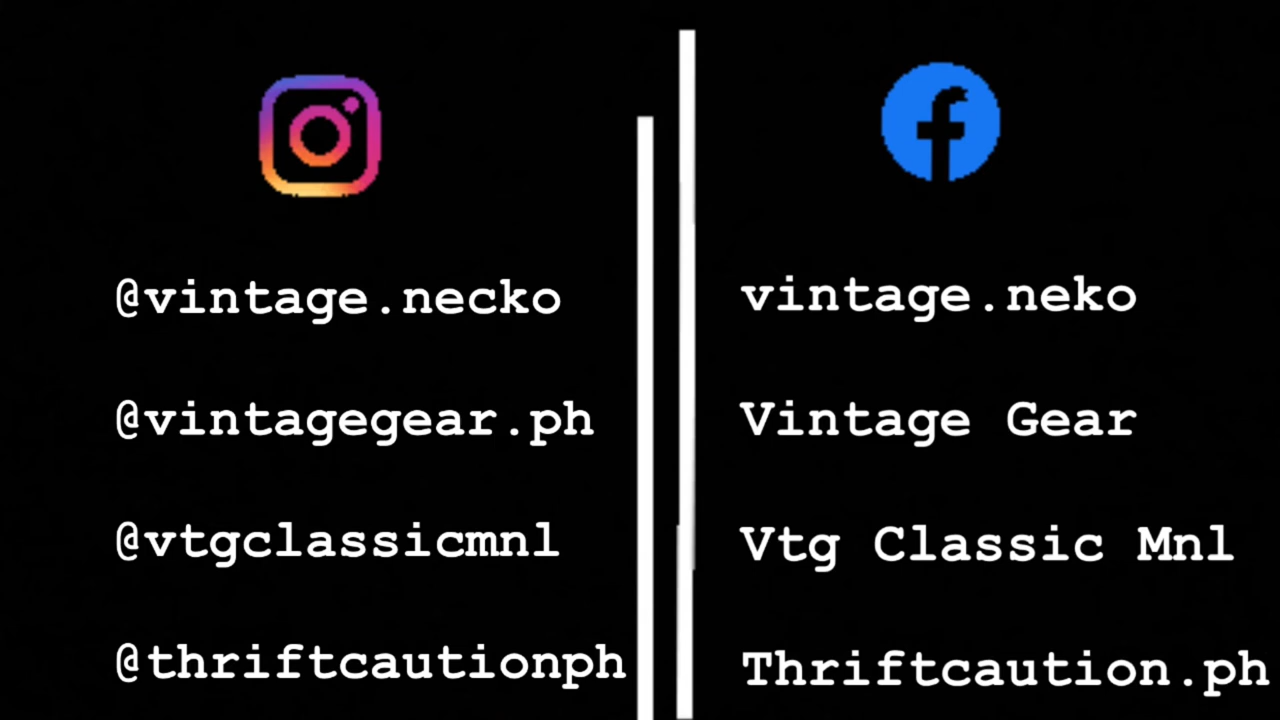 @vintage.necko
@vintagegear.ph
@vtgclassicmnl
@thriftcautionph
vintage.neko
Vintage Gear
Vtg Classic Mnl
Thriftcaution.ph